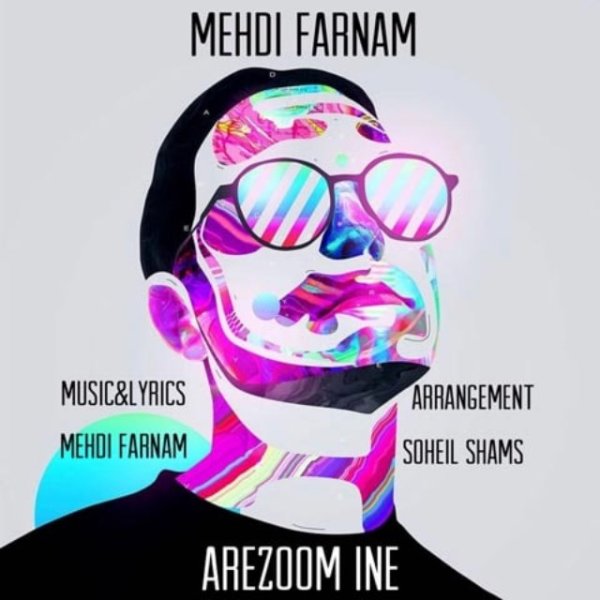 MEHDI FARNAM
MUSIC&LYRICS
MEHDI FARNAM
ARRANGEMENT
SOHEIL SHAMS
AREZOOM INE